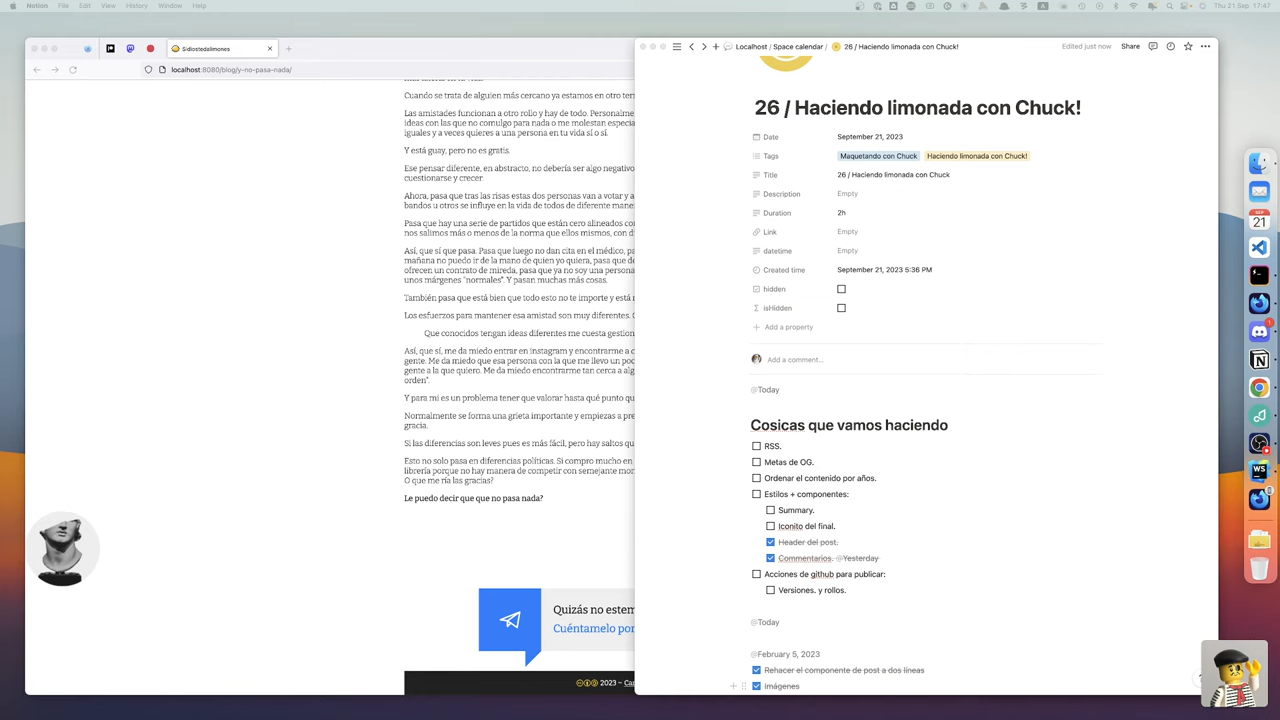 Notion File Edit View History Window Help
Thu 21 Sep 17:47
Sidiostedalimones
localhost:8080/blog/y-no-pasa-nada/
Cuando se trata de alguien más cercano ya estamos en otro ter
Las amistades funcionan a otro rollo y hay de todo. Personalme
ideas con las que no comulgo para nada o me molestan especia
iguales y a veces quieres a una persona en tu vida sí o sí.
Y está guay, pero no es gratis.
Ese pensar diferente, en abstracto, no debería ser algo negativo
cuestionarte y crecer.
Ahora, pasa que tras estas dos personas van a votar y a
bandos u otros se influye en la vida de todos de diferente mane
Pasa que hay una serie de partidos que están alineados co
nos salimos más o menos de la norma que ellos mismos, con di
Así, que sí que pasa. Pasa que luego no dan cita en el médico, pa
mañana no puedo ir de la mano de quien yo quiera, pasa que
ofrecen un contrato de mireda, pasa que ya no soy una persona
unos márgenes "normales". Y pasan muchas más cosas.
También pasa que está bien que todo esto no te importe y está r
Los esfuerzos para mantener esa amistad son muy diferentes. C
Que conocidos tengan ideas diferentes me cuesta gestion
Así, que sí, me da miedo entrar en instagram y encontrarme a c
gente. Me da miedo que esa persona con la que me llevo un po
gente a la que quiero. Me da miedo encontrarme tan cerca a alg
orden".
Y para mi es un problema tener que valorar hasta qué punto qu
Normalmente se forma una greta importante y empiezas a pre
gracia.
Si las diferencias son leves pues es más fácil, pero hay saltos qu
Esto no solo pasa en diferencias políticas. Si compro mucho en
librería porque no hay manera de competir con semejante mor
O que me ría las gracias?
Le puedo decir que que no pasa nada?
Quizás no estem
Cuéntamelo por
2023 – Ca
Localhost / Space calendar / 26 / Haciendo limonada con Chuck!
Edited just now Share
26 / Haciendo limonada con Chuck!
Date September 21, 2023
Tags Maquetando con Chuck Haciendo limonada con Chuck!
Title 26 / Haciendo limonada con Chuck
Description Empty
Duration 2h
Link Empty
datetime Empty
Created time September 21, 2023 5:36 PM
hidden
isHidden
Add a property
Add a comment...
@Today
Cosicas que vamos haciendo
RSS.
Metas de OG.
Ordenar el contenido por años.
Estilos + componentes:
Summary.
Iconito del final.
Header del post.
Commentarios. @Yesterday
Acciones de github para publicar:
Versiones. y rollos.
@Today
@February 5, 2023
Rehacer el componente de post a dos líneas
Imágenes
SEP
21
WS